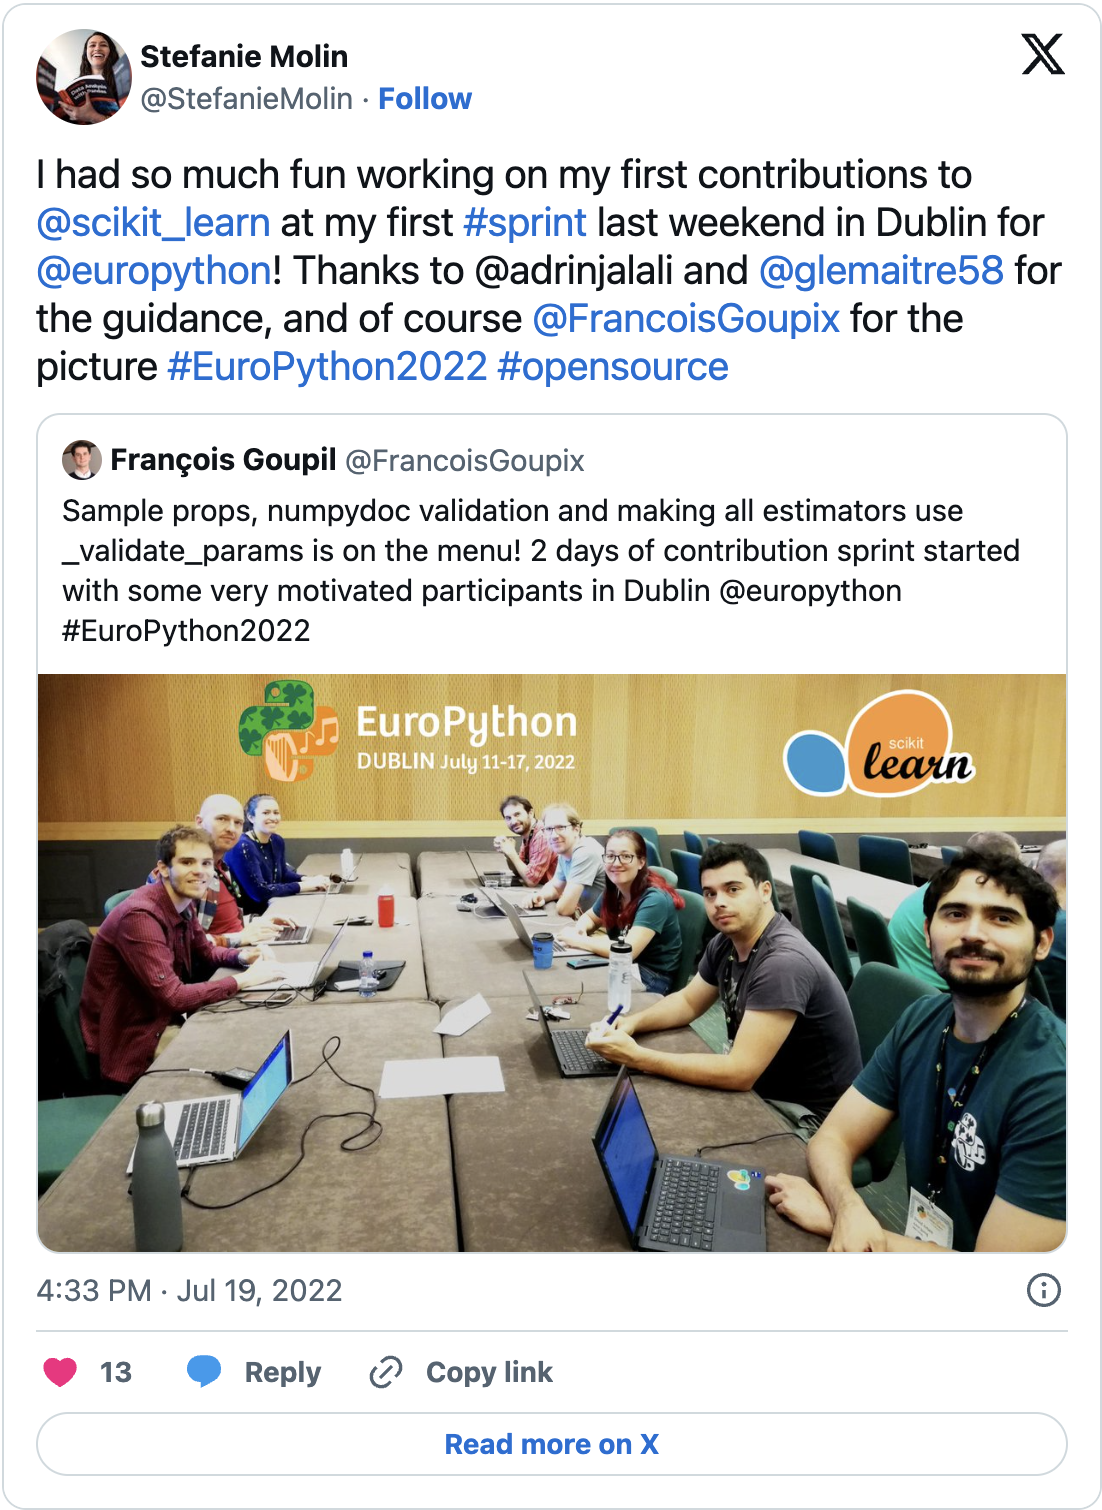 Stefanie Molin
@StefanieMolin · Follow
I had so much fun working on my first contributions to
@scikit_learn at my first #sprint last weekend in Dublin for
@europython! Thanks to @adrinjalali and @glemaitre58 for
the guidance, and of course @FrancoisGoupix for the
picture #EuroPython2022 #opensource
François Goupil @FrancoisGoupix
Sample props, numpydoc validation and making all estimators use
_validate_params is on the menu! 2 days of contribution sprint started
with some very motivated participants in Dublin @europython
#EuroPython2022
EuroPython
DUBLIN July 11-17, 2022
scikit
learn
4:33 PM · Jul 19, 2022
13 Reply Copy link
Read more on X